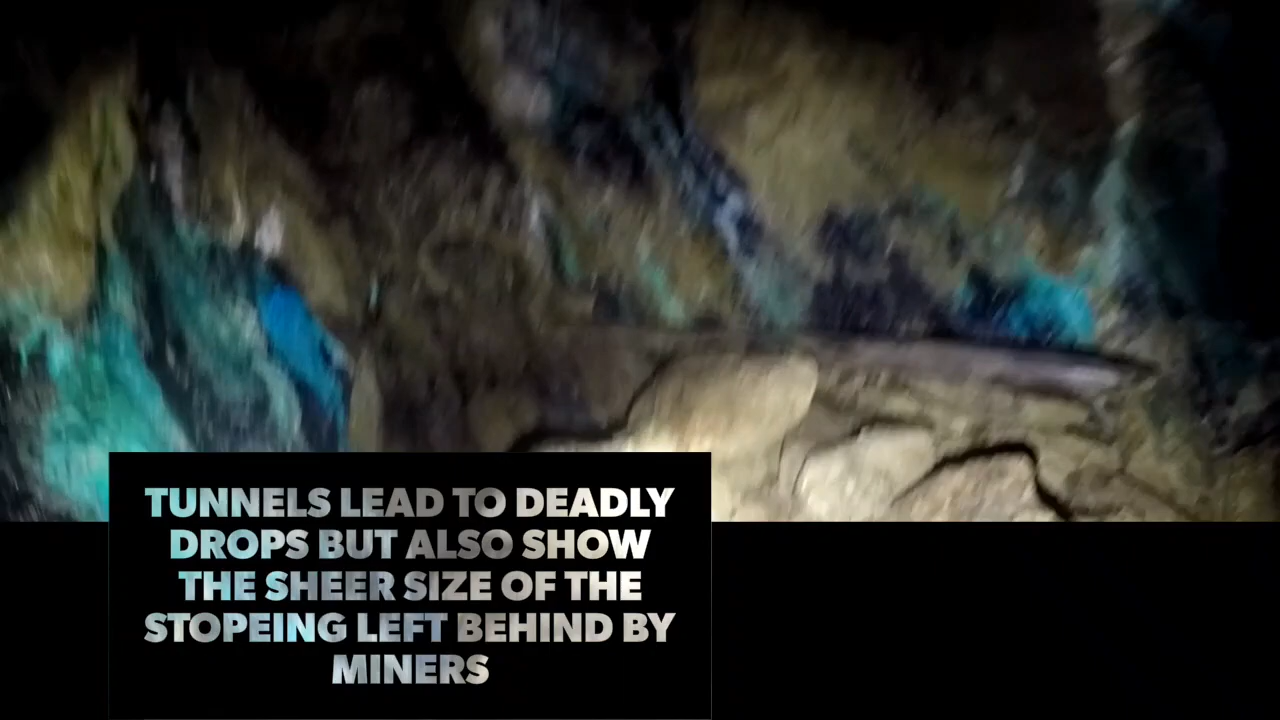 TUNNELS LEAD TO DEADLY
DROPS BUT ALSO SHOW
THE SHEER SIZE OF THE
STOPEING LEFT BEHIND BY
MINERS